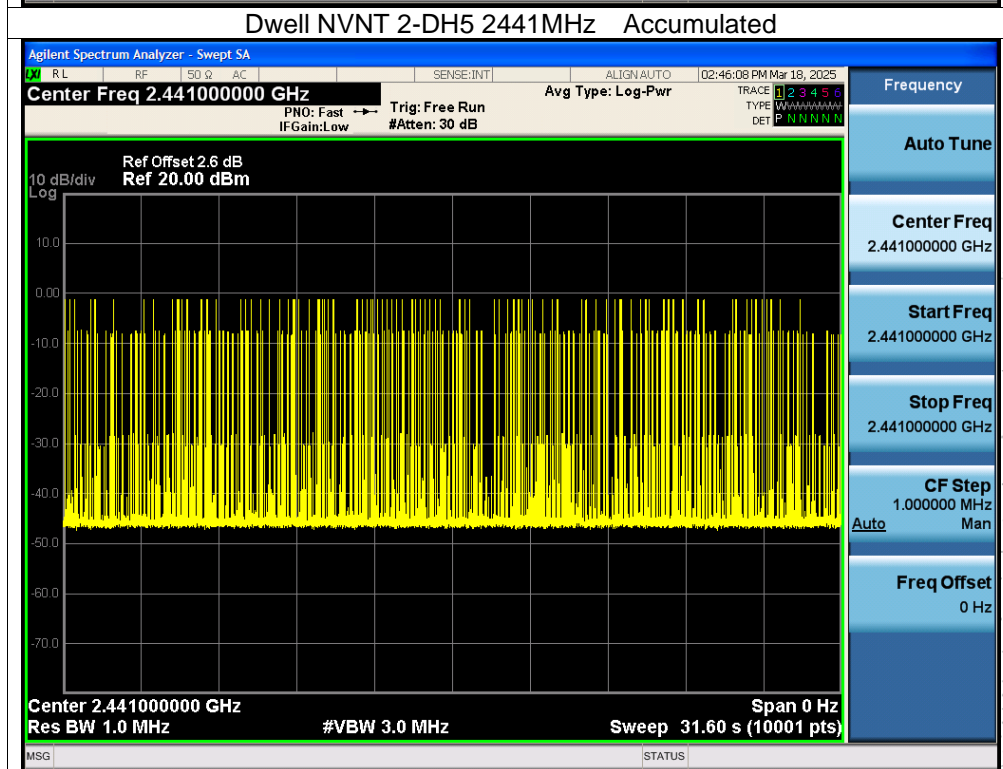 Dwell NVNT 2-DH5 2441MHz Accumulated
Agilent Spectrum Analyzer - Swept SA
LXI RL RF 50 Ω AC SENSE:INT ALIGN AUTO 02:46:08 PM Mar 18, 2025
Center Freq 2.441000000 GHz
PNO: Fast
IFGain:Low
Trig: Free Run
#Atten: 30 dB
Avg Type: Log-Pwr
TRACE 1 2 3 4 5 6
TYPE WWWWWW
DET P N N N N N
Frequency
Auto Tune
Center Freq
2.441000000 GHz
Start Freq
2.441000000 GHz
Stop Freq
2.441000000 GHz
CF Step
1.000000 MHz
Auto Man
Freq Offset
0 Hz
Ref Offset 2.6 dB
10 dB/div Ref 20.00 dBm
Log
10.0
0.00
-10.0
-20.0
-30.0
-40.0
-50.0
-60.0
-70.0
Center 2.441000000 GHz Span 0 Hz
Res BW 1.0 MHz #VBW 3.0 MHz Sweep 31.60 s (10001 pts)
MSG STATUS